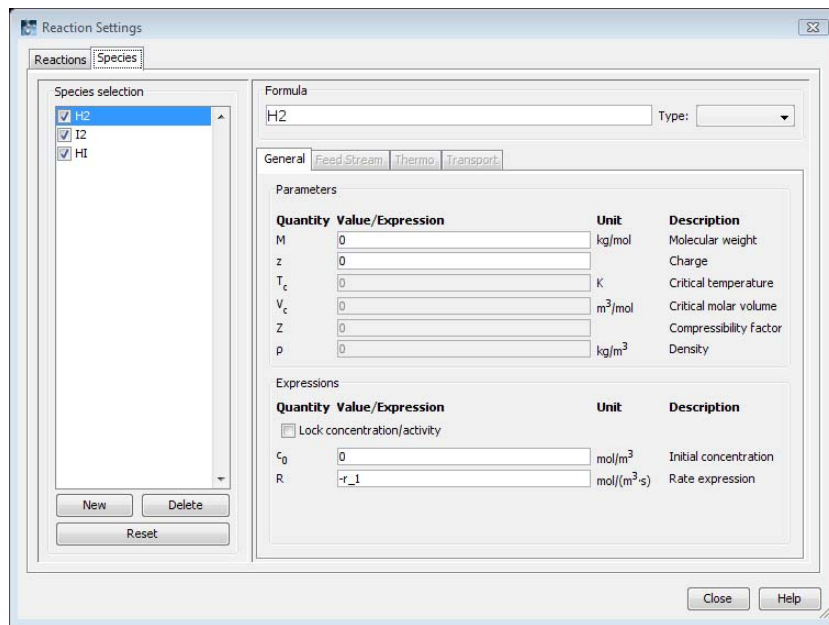 Reaction Settings
Reactions Species
Species selection
H2
I2
HI
New Delete
Reset
Formula
H2 Type:
General Feed Stream Thermo Transport
Parameters
Quantity Value/Expression Unit Description
M 0 kg/mol Molecular weight
z 0 Charge
Tc 0 K Critical temperature
Vc 0 m³/mol Critical molar volume
Z 0 Compressibility factor
ρ 0 kg/m³ Density
Expressions
Quantity Value/Expression Unit Description
Lock concentration/activity
c₀ 0 mol/m³ Initial concentration
R -r_1 mol/(m³·s) Rate expression
Close Help